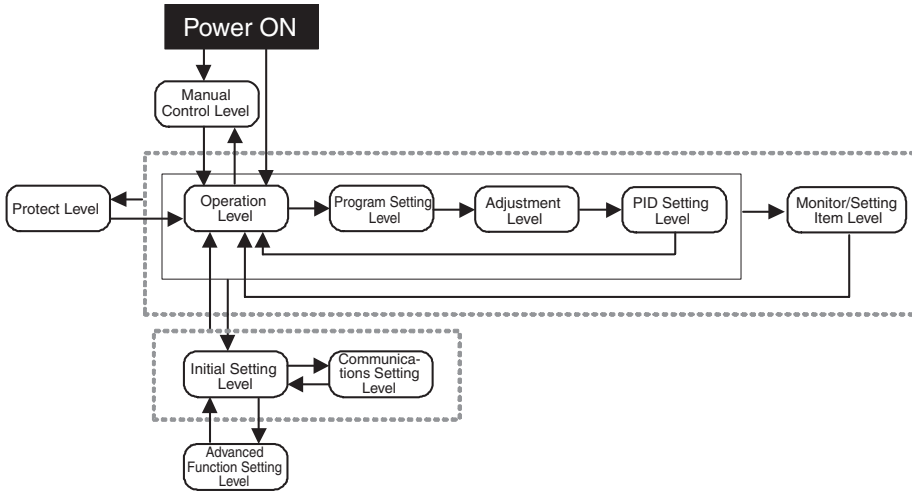 Power ON
Manual
Control Level
Protect Level
Operation
Level
Program Setting
Level
Adjustment
Level
PID Setting
Level
Monitor/Setting
Item Level
Initial Setting
Level
Communica-
tions Setting
Level
Advanced
Function Setting
Level